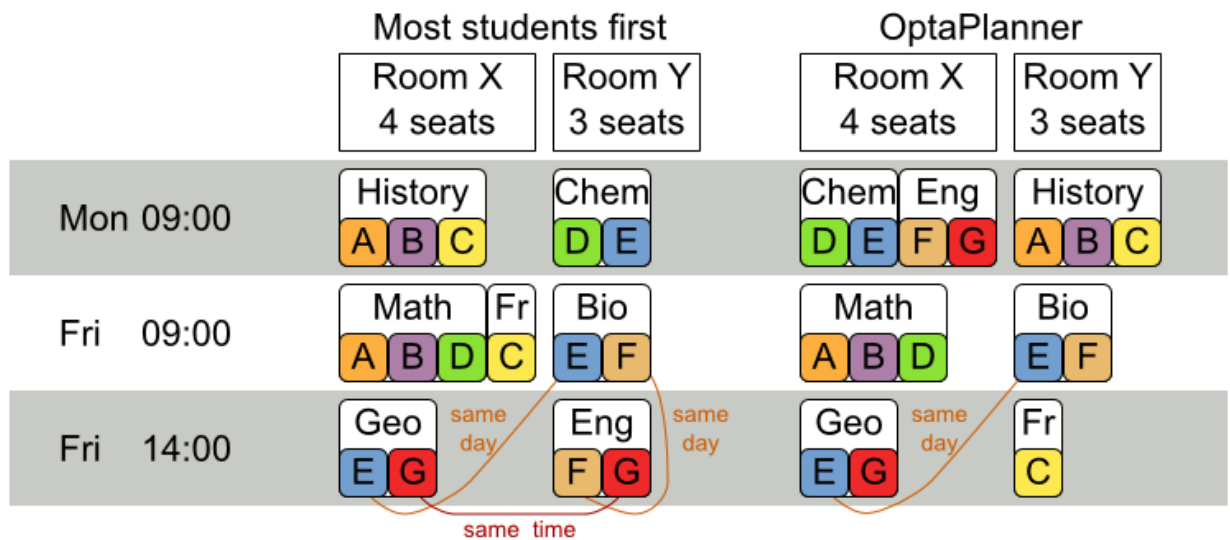 Most students first OptaPlanner
Room X Room Y Room X Room Y
4 seats 3 seats 4 seats 3 seats
History Chem Chem Eng History
Mon 09:00
A B C D E D E F G A B C
Math Fr Bio Math Bio
Fri 09:00
A B D C E F A B D E F
Geo same day Eng same day Geo same day Fr
Fri 14:00
E G F G E G C
same time